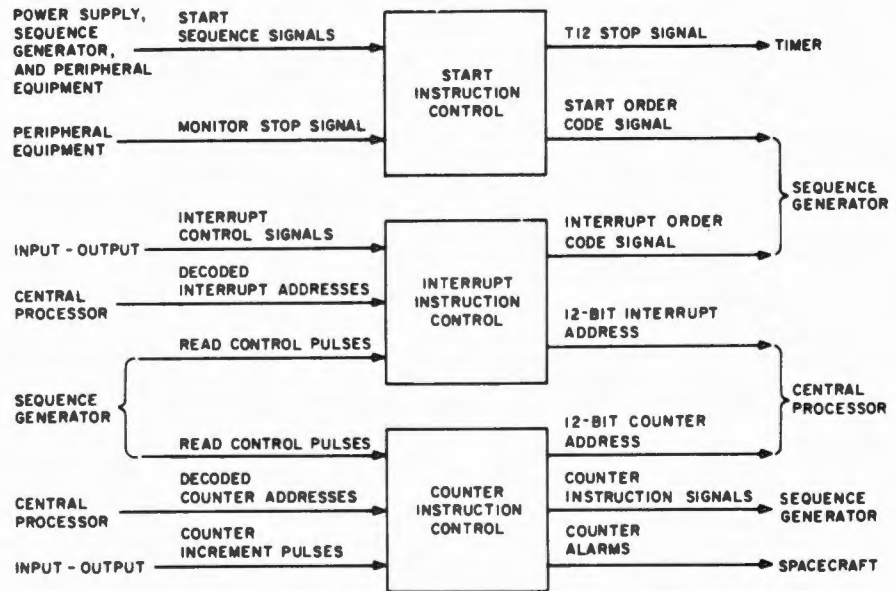 POWER SUPPLY,
SEQUENCE
GENERATOR,
AND PERIPHERAL
EQUIPMENT
START
SEQUENCE SIGNALS
PERIPHERAL
EQUIPMENT
MONITOR STOP SIGNAL
START
INSTRUCTION
CONTROL
T12 STOP SIGNAL
TIMER
START ORDER
CODE SIGNAL
SEQUENCE
GENERATOR
INPUT - OUTPUT
INTERRUPT
CONTROL SIGNALS
CENTRAL
PROCESSOR
DECODED
INTERRUPT ADDRESSES
READ CONTROL PULSES
INTERRUPT
INSTRUCTION
CONTROL
INTERRUPT ORDER
CODE SIGNAL
12-BIT INTERRUPT
ADDRESS
CENTRAL
PROCESSOR
SEQUENCE
GENERATOR
READ CONTROL PULSES
CENTRAL
PROCESSOR
DECODED
COUNTER ADDRESSES
INPUT - OUTPUT
COUNTER
INCREMENT PULSES
COUNTER
INSTRUCTION
CONTROL
12-BIT COUNTER
ADDRESS
COUNTER
INSTRUCTION SIGNALS
SEQUENCE
GENERATOR
COUNTER
ALARMS
SPACECRAFT